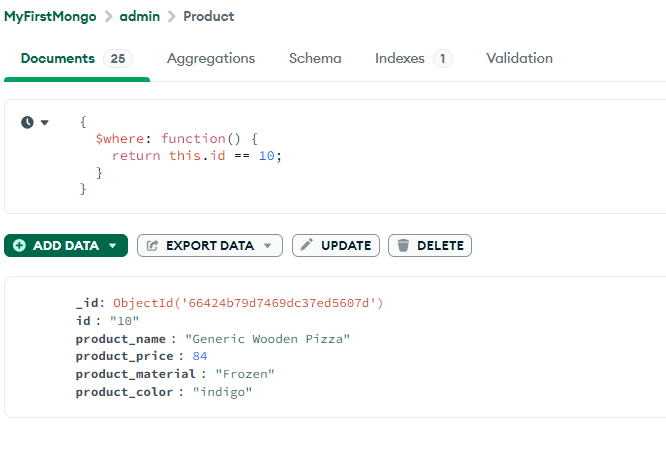 MyFirstMongo > admin > Product
Documents 25 Aggregations Schema Indexes 1 Validation
{
$where: function() {
return this.id == 10;
}
}
ADD DATA EXPORT DATA UPDATE DELETE
_id: ObjectId('66424b79d7469dc37ed5607d')
id : "10"
product_name : "Generic Wooden Pizza"
product_price : 84
product_material : "Frozen"
product_color : "indigo"